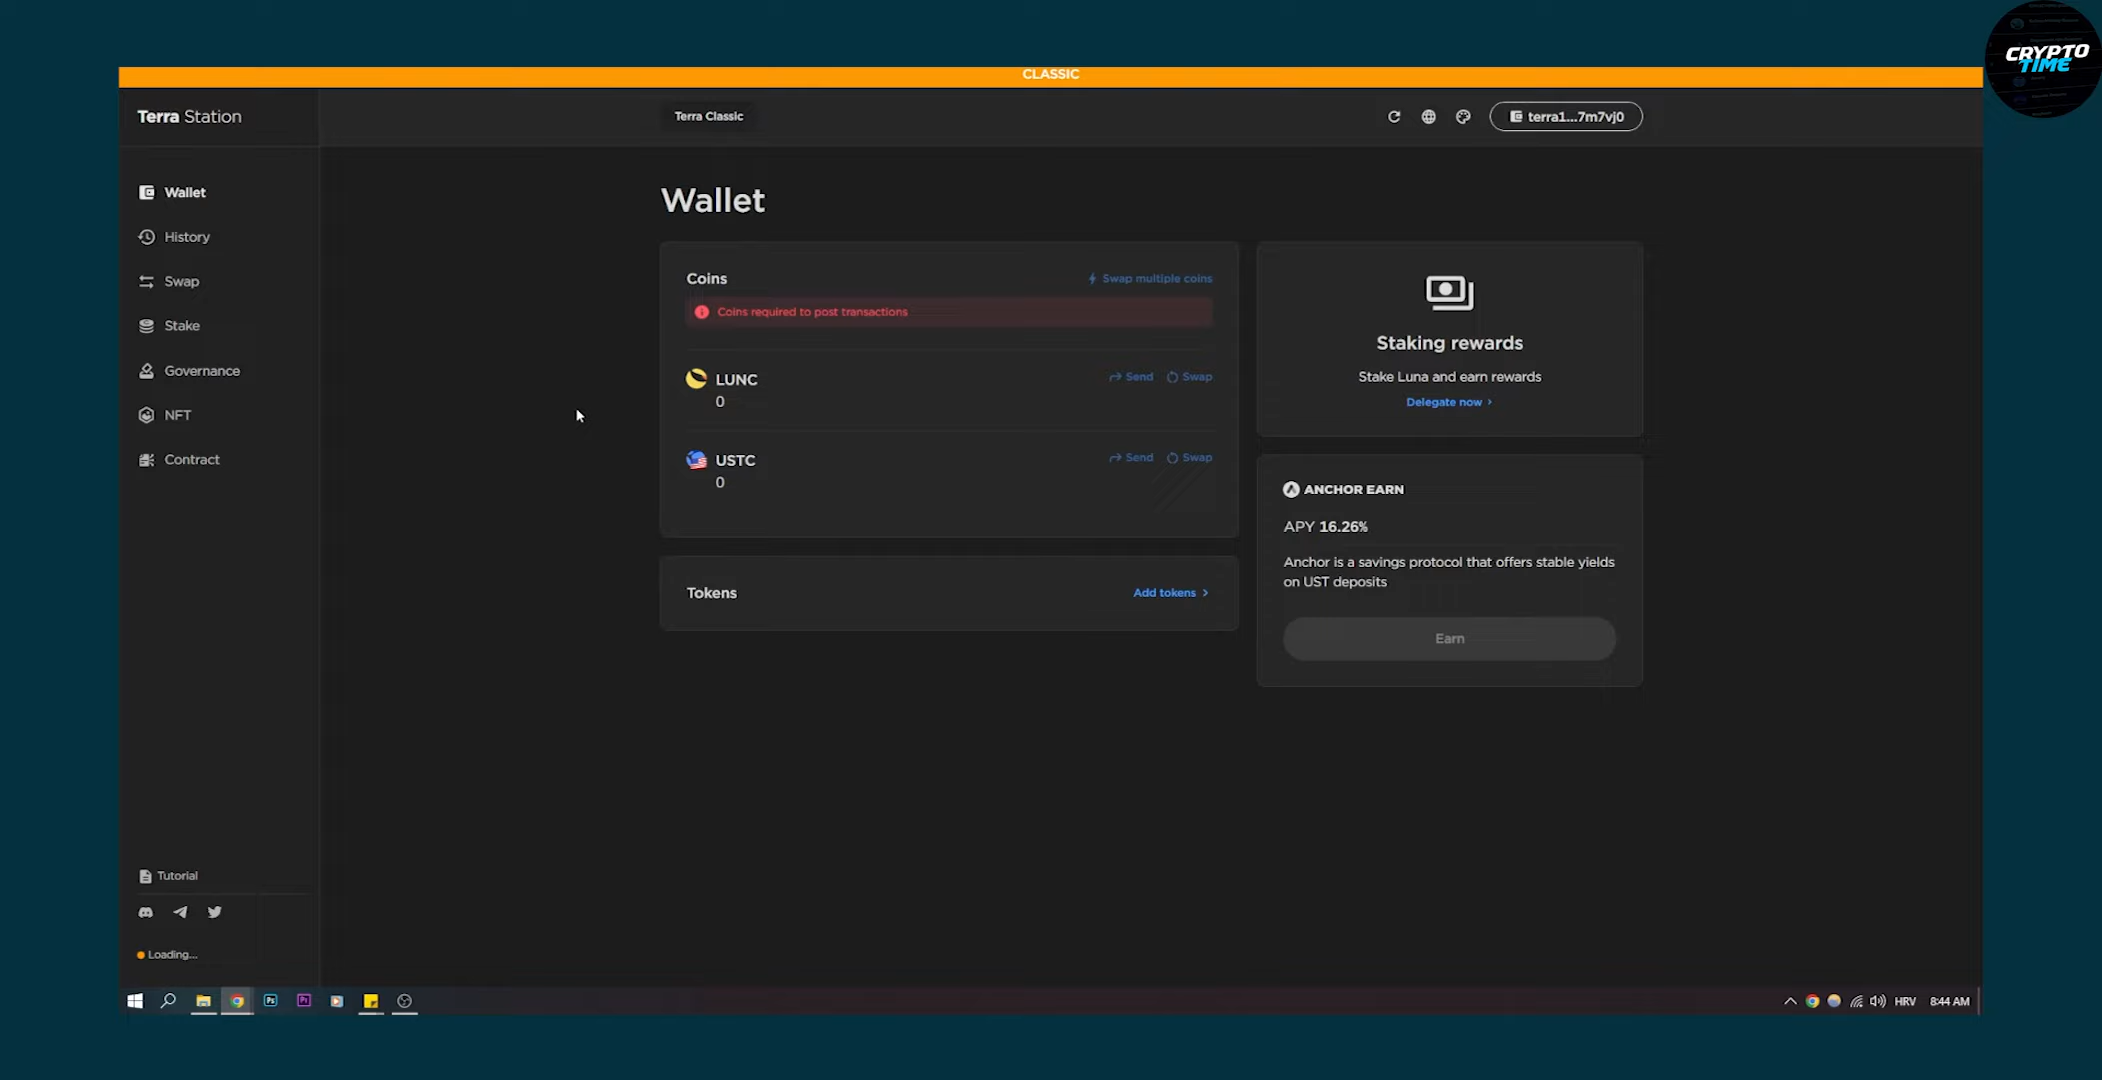 CRYPTO
TIME
CLASSIC
Terra Station
Terra Classic
terra1...7m7vj0
Wallet
History
Swap
Stake
Governance
NFT
Contract
Tutorial
Loading...
Wallet
Coins
Swap multiple coins
Coins required to post transactions
LUNC
0
Send
Swap
USTC
0
Send
Swap
Tokens
Add tokens >
Staking rewards
Stake Luna and earn rewards
Delegate now >
ANCHOR EARN
APY 16.26%
Anchor is a savings protocol that offers stable yields
on UST deposits
Earn
Ps
Pr
HRV
8:44 AM